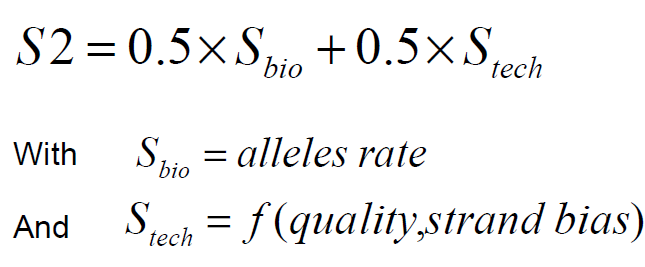 S2 = 0.5 × S_bio + 0.5 × S_tech
With S_bio = alleles rate
And S_tech = f (quality,strand bias)